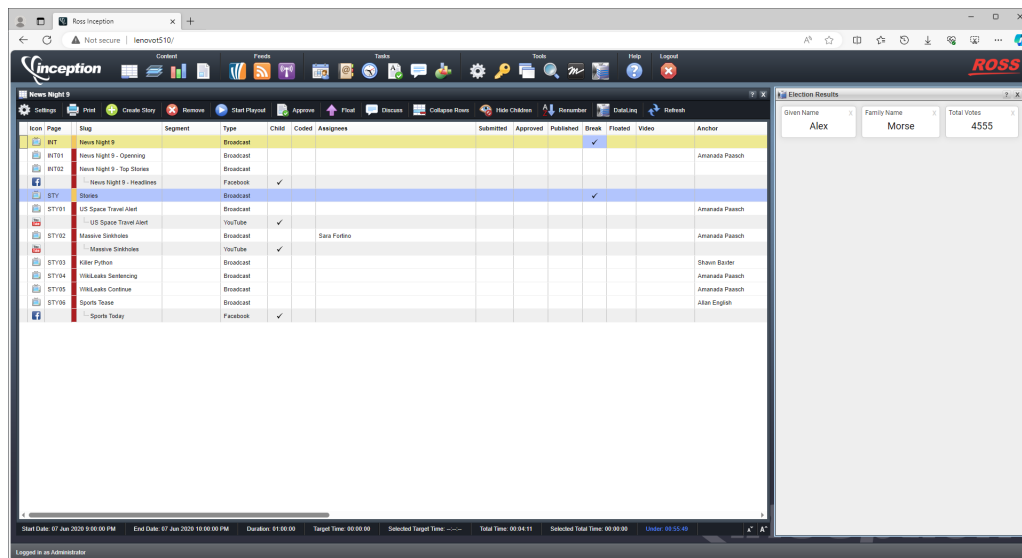 Ross Inception
Not secure lenovot510/
inception
Content Feeds Tasks Tools Help Logout
ROSS
News Night 9 ? X
Settings Print Create Story Remove Start Playout Approve Float Discuss Collapse Rows Hide Children Renumber DataLinq Refresh
Icon Page Slug Segment Type Child Coded Assignees Submitted Approved Published Break Floated Video Anchor
INT News Night 9 Broadcast ✓
INT01 News Night 9 - Openning Broadcast Amanada Paasch
INT02 News Night 9 - Top Stories Broadcast
News Night 9 - Headlines Facebook ✓
STY Stories Broadcast ✓
STY01 US Space Travel Alert Broadcast Amanada Paasch
US Space Travel Alert YouTube ✓
STY02 Massive Sinkholes Broadcast Sara Fortino Amanada Paasch
Massive Sinkholes YouTube ✓
STY03 Killer Python Broadcast Shawn Baxter
STY04 WikiLeaks Sentencing Broadcast Amanada Paasch
STY05 WikiLeaks Continue Broadcast Amanada Paasch
STY06 Sports Tease Broadcast Allan English
Sports Today Facebook ✓
Start Date: 07 Jun 2020 9:00:00 PM End Date: 07 Jun 2020 10:00:00 PM Duration: 01:00:00 Target Time: 00:00:00 Selected Target Time: --:--:-- Total Time: 00:04:11 Selected Total Time: 00:00:00 Under: 00:55:49
Logged in as Administrator
Election Results ? X
Given Name X Family Name X Total Votes X
Alex Morse 4555